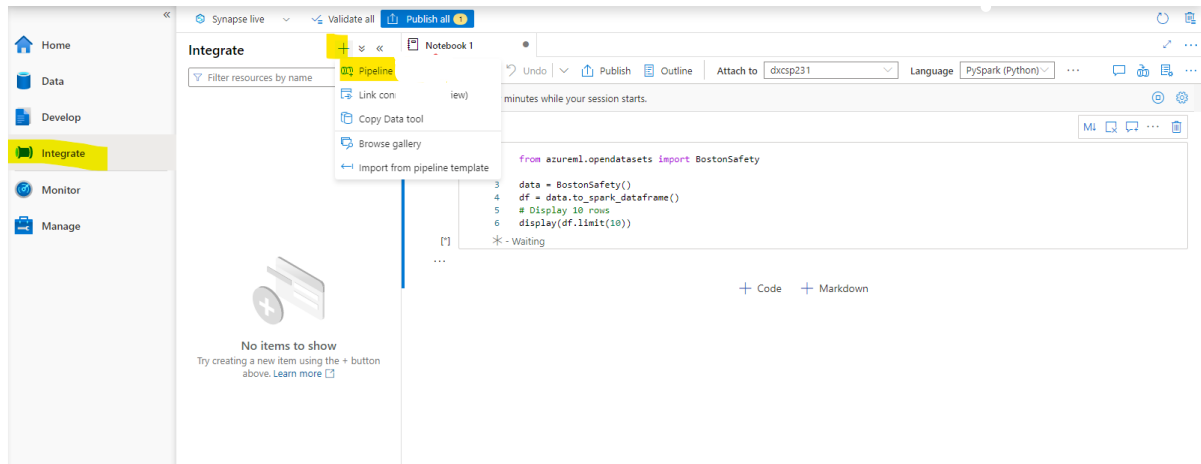 Synapse live
Validate all
Publish all 1
Home
Data
Develop
Integrate
Monitor
Manage
Integrate
Filter resources by name
Pipeline
Link con iew)
Copy Data tool
Browse gallery
Import from pipeline template
No items to show
Try creating a new item using the + button
above. Learn more
Notebook 1
Undo
Publish
Outline
Attach to
dxcsp231
Language
PySpark (Python)
minutes while your session starts.
M↓
from azureml.opendatasets import BostonSafety
3 data = BostonSafety()
4 df = data.to_spark_dataframe()
5 # Display 10 rows
6 display(df.limit(10))
[*]
- Waiting
+ Code
+ Markdown